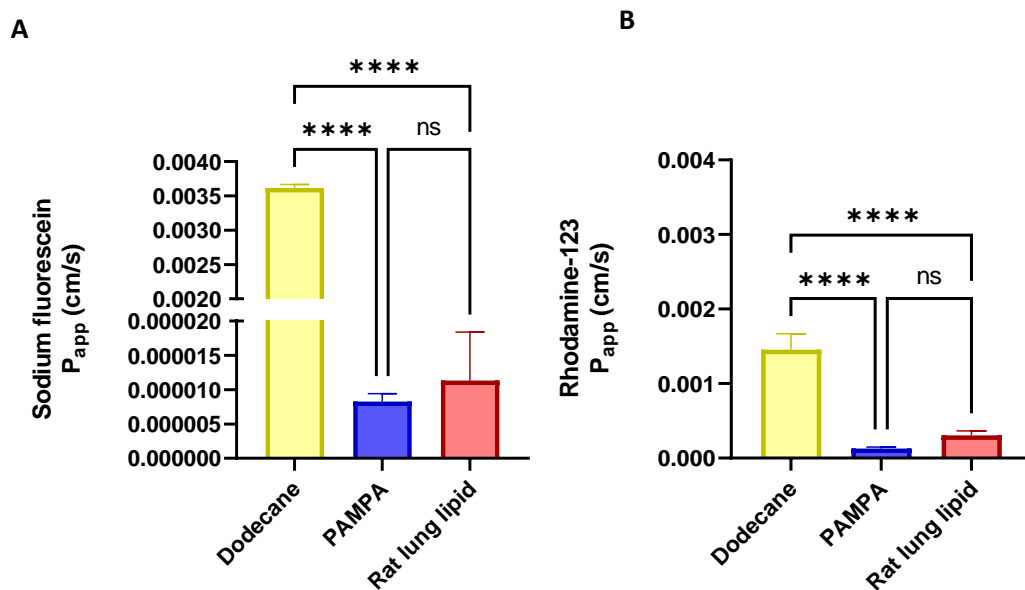 A
Sodium fluorescein
P_app (cm/s)
****
****
ns
0.0040
0.0035
0.0030
0.0025
0.0020
0.000020
0.000015
0.000010
0.000005
0.000000
Dodecane
PAMPA
Rat lung lipid
B
Rhodamine-123
P_app (cm/s)
****
****
ns
0.004
0.003
0.002
0.001
0.000
Dodecane
PAMPA
Rat lung lipid